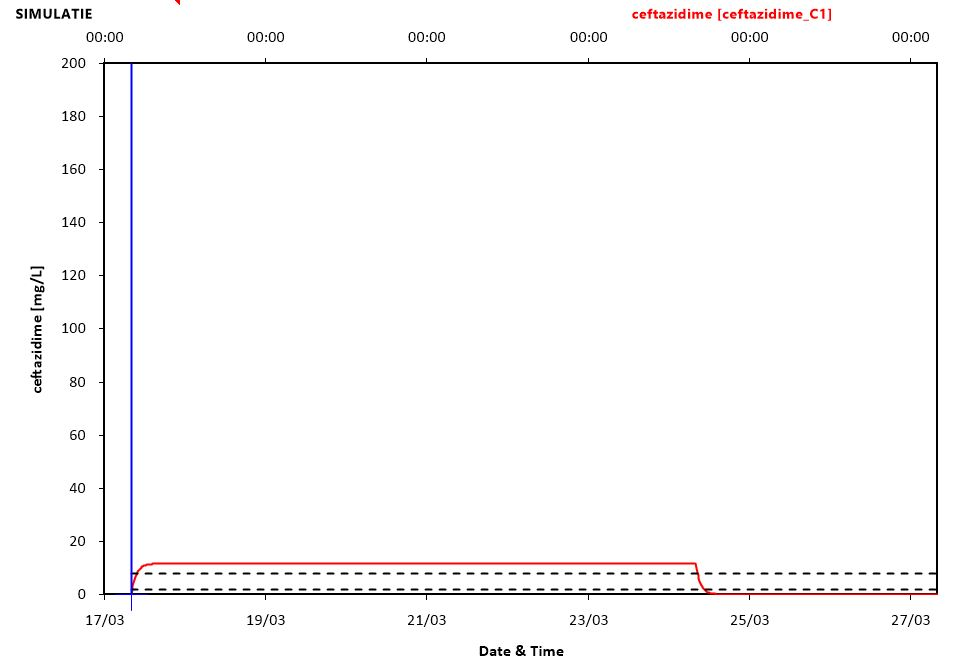 SIMULATIE ceftazidime [ceftazidime_C1]
00:00 00:00 00:00 00:00 00:00 00:00
200
180
160
140
120
100
80
60
40
20
0
ceftazidime [mg/L]
17/03 19/03 21/03 23/03 25/03 27/03
Date & Time